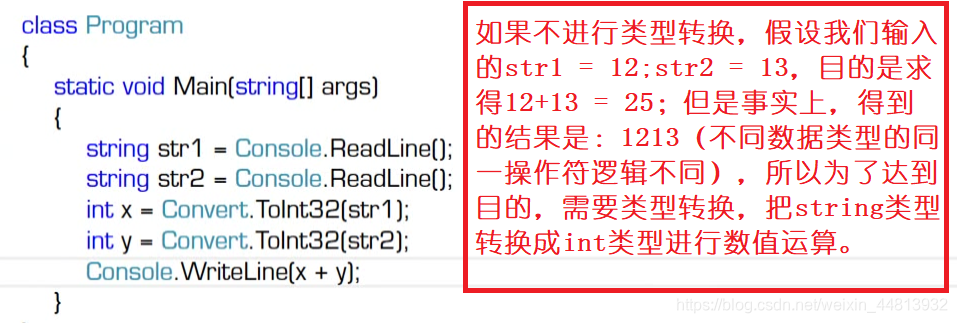 class Program
{
static void Main(string[] args)
{
string str1 = Console.ReadLine();
string str2 = Console.ReadLine();
int x = Convert.ToInt32(str1);
int y = Convert.ToInt32(str2);
Console.WriteLine(x + y);
}
如果不进行类型转换，假设我们输入
的str1 = 12;str2 = 13，目的是求
得12+13 = 25；但是事实上，得到
的结果是：1213（不同数据类型的同
一操作符逻辑不同），所以为了达到
目的，需要类型转换，把string类型
转换成int类型进行数值运算。
https://blog.csdn.net/weixin_44813932